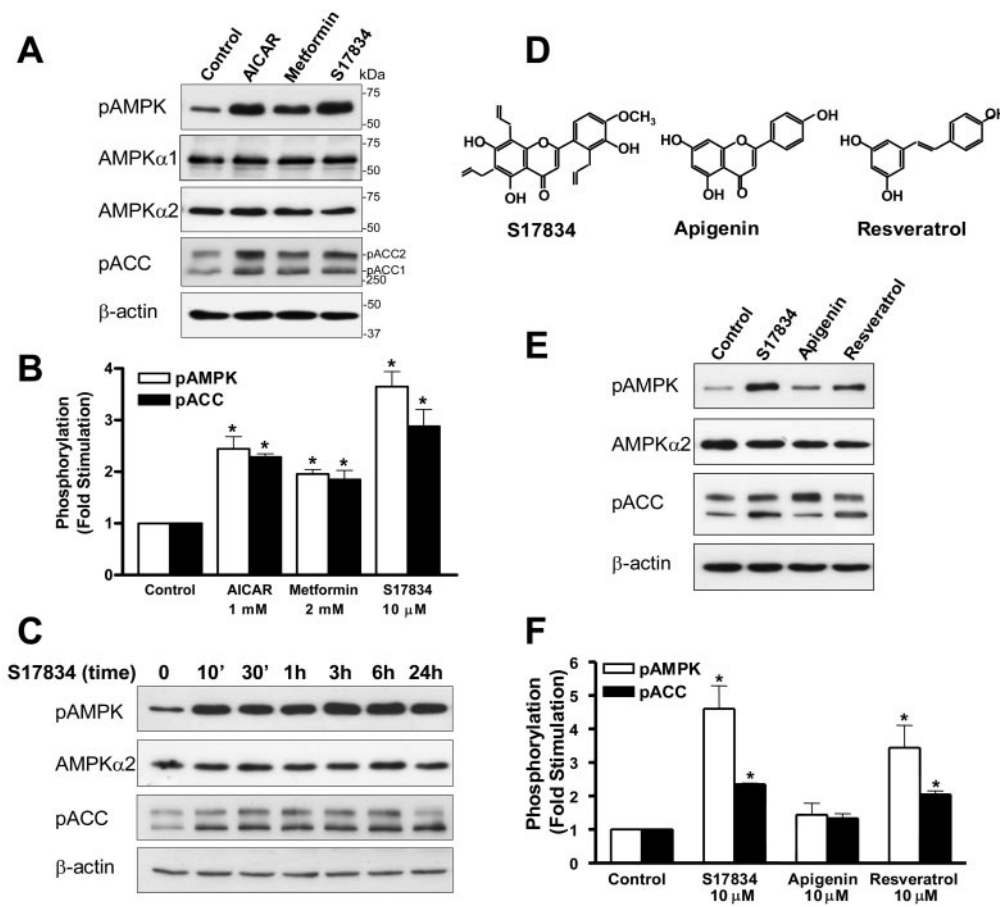 A
Control
AICAR
Metformin
S17834
kDa
pAMPK
-75
-50
AMPKα1
-75
-50
AMPKα2
-75
-50
pACC
-pACC2
-pACC1
-250
β-actin
-50
-37
B
Phosphorylation
(Fold Stimulation)
4
3
2
1
0
pAMPK
pACC
* * * * * *
Control AICAR Metformin S17834
1 mM 2 mM 10 μM
C
S17834 (time) 0 10' 30' 1h 3h 6h 24h
pAMPK
AMPKα2
pACC
β-actin
D
HO O OCH₃ OH OH O
S17834
HO O OH OH O
Apigenin
HO OH OH
Resveratrol
E
Control
S17834
Apigenin
Resveratrol
pAMPK
AMPKα2
pACC
β-actin
F
Phosphorylation
(Fold Stimulation)
6
5
4
3
2
1
0
pAMPK
pACC
* * * *
Control S17834 Apigenin Resveratrol
10 μM 10 μM 10 μM